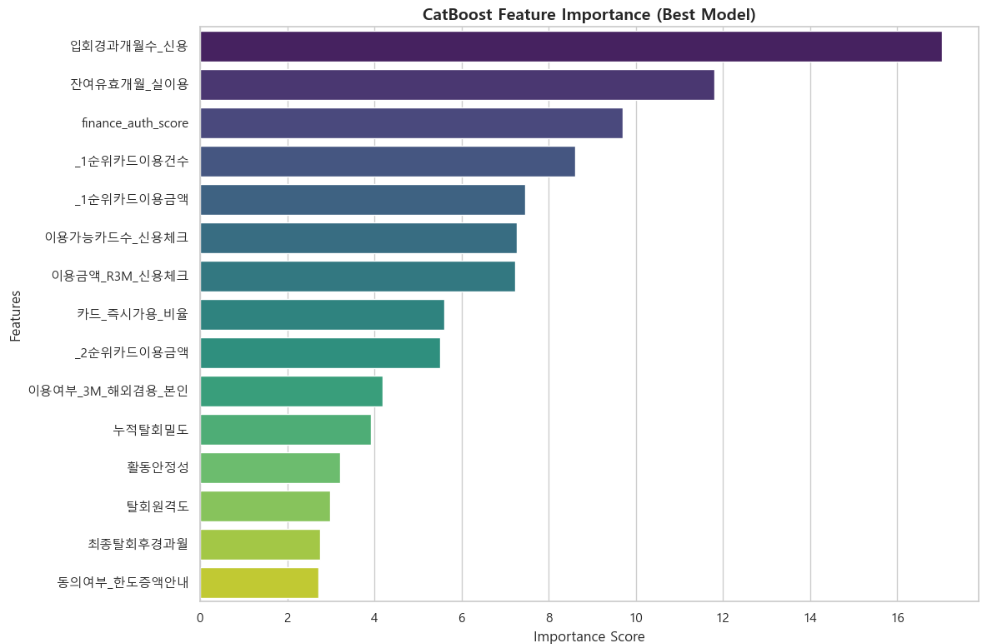 CatBoost Feature Importance (Best Model)
Features
입회경과개월수_신용
잔여유효개월_실이용
finance_auth_score
_1순위카드이용건수
_1순위카드이용금액
이용가능카드수_신용체크
이용금액_R3M_신용체크
카드_즉시가용_비율
_2순위카드이용금액
이용여부_3M_해외겸용_본인
누적탈회밀도
활동안정성
탈회원격도
최종탈회후경과월
동의여부_한도증액안내
0 2 4 6 8 10 12 14 16
Importance Score